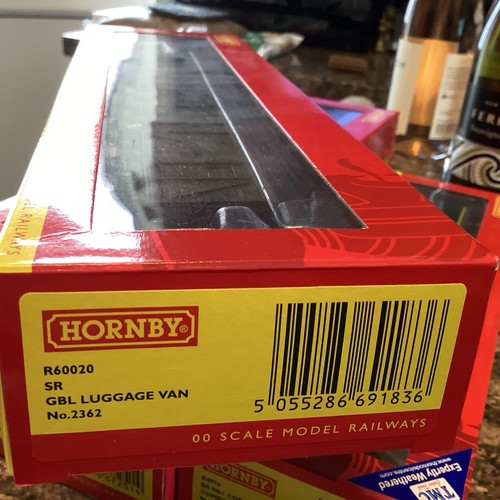 HORNBY®
R60020
SR
GBL LUGGAGE VAN
No.2362
5 055286 691836
00 SCALE MODEL RAILWAYS
HORNBY
Expertly Weathered